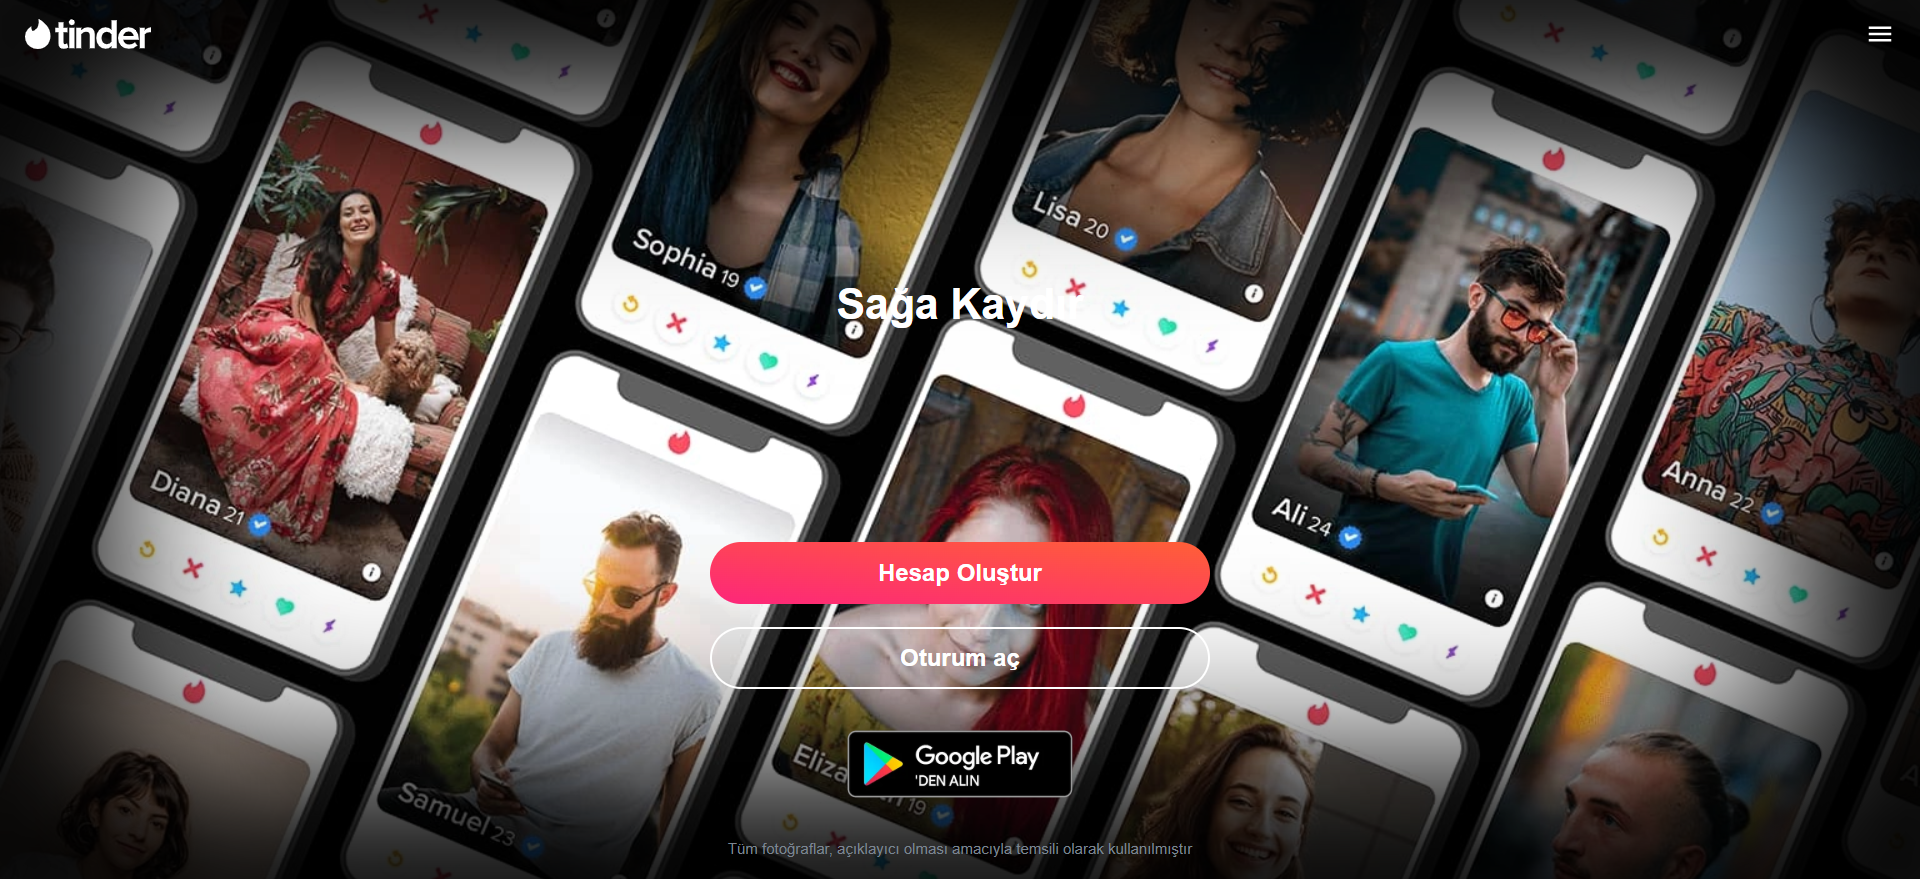 tinder
Sophia 19
Lisa 20
Sağa Kaydır
Diana 21
Ali 24
Anna 22
Hesap Oluştur
Oturum aç
Google Play
'DEN ALIN
Samuel 23
19
Tüm fotoğraflar, açıklayıcı olması amacıyla temsili olarak kullanılmıştır